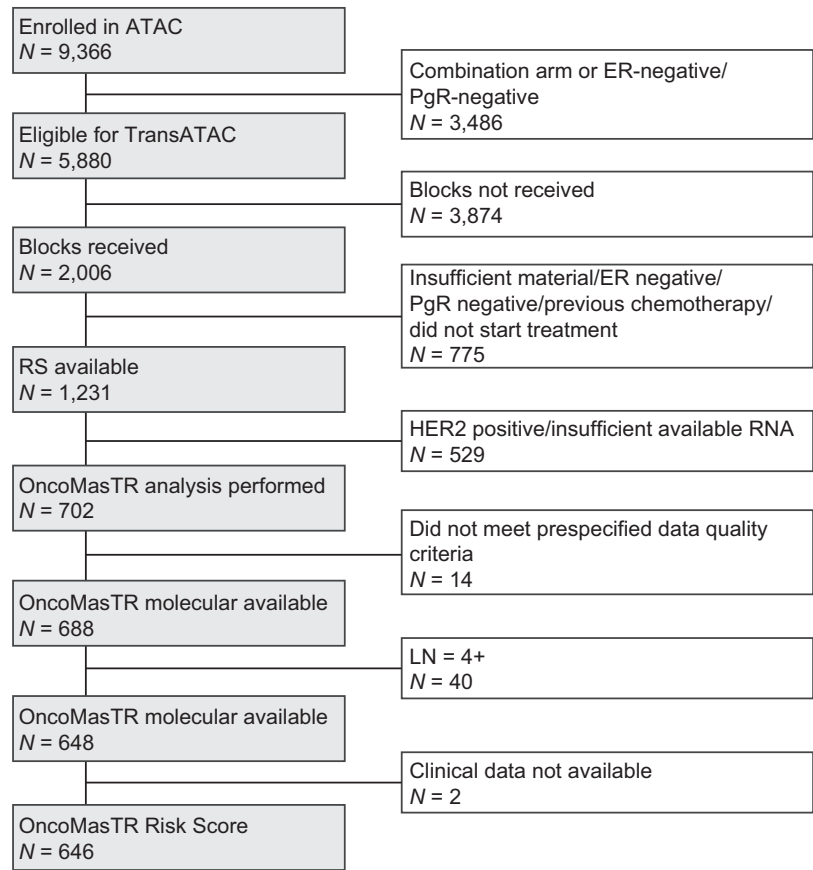 Enrolled in ATAC
N = 9,366
Combination arm or ER-negative/
PgR-negative
N = 3,486
Eligible for TransATAC
N = 5,880
Blocks not received
N = 3,874
Blocks received
N = 2,006
Insufficient material/ER negative/
PgR negative/previous chemotherapy/
did not start treatment
N = 775
RS available
N = 1,231
HER2 positive/insufficient available RNA
N = 529
OncoMasTR analysis performed
N = 702
Did not meet prespecified data quality
criteria
N = 14
OncoMasTR molecular available
N = 688
LN = 4+
N = 40
OncoMasTR molecular available
N = 648
Clinical data not available
N = 2
OncoMasTR Risk Score
N = 646